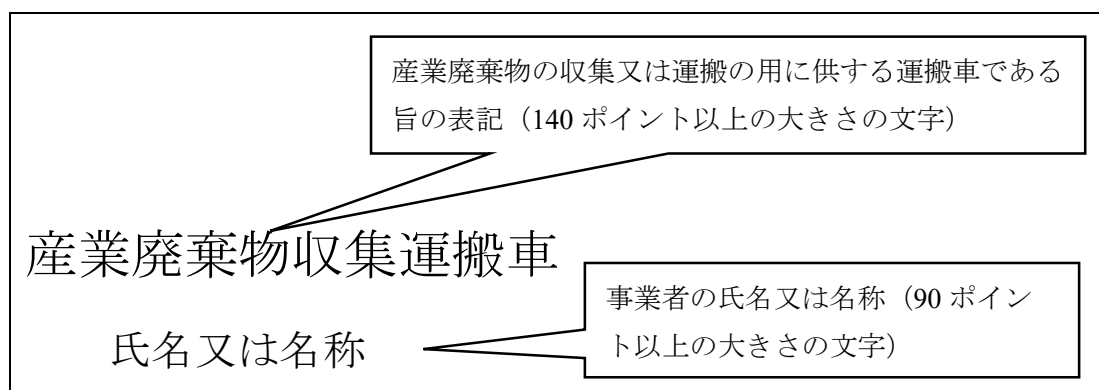 産業廃棄物の収集又は運搬の用に供する運搬車である
旨の表記（140 ポイント以上の大きさの文字）
産業廃棄物収集運搬車
事業者の氏名又は名称（90 ポイン
ト以上の大きさの文字）
氏名又は名称